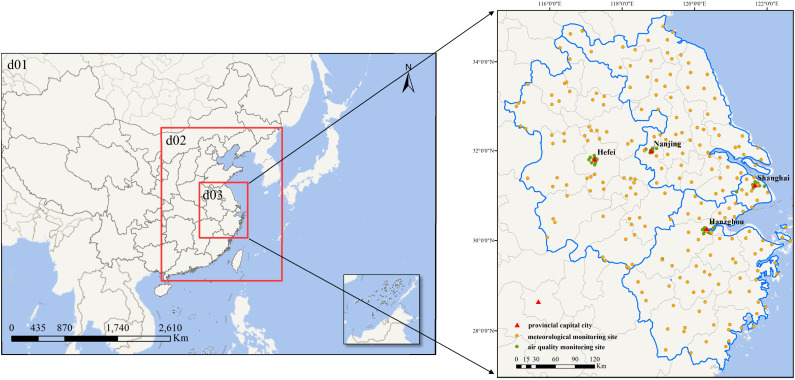 d01
N
d02
d03
0 435 870 1,740 2,610
Km
116°0'0"E 118°0'0"E 120°0'0"E 122°0'0"E
34°0'0"N
32°0'0"N
30°0'0"N
28°0'0"N
Nanjing
Hefei
Shanghai
Hangzhou
provincial capital city
meteorological monitoring site
air quality monitoring site
0 15 30 60 90 120
Km